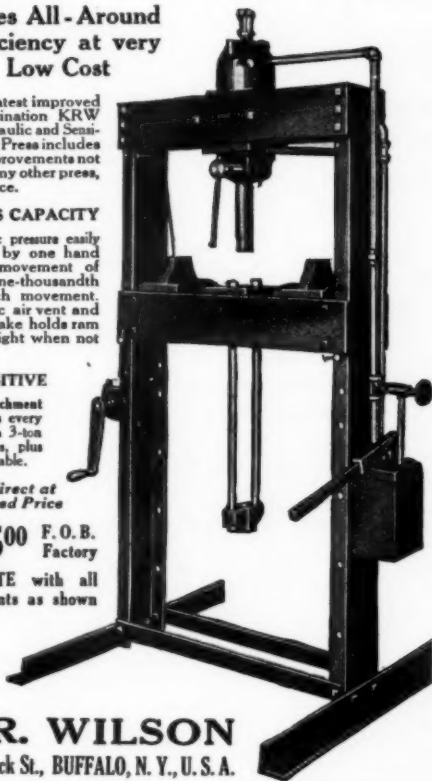 es All-Around
ciency at very
Low Cost
atest improved
ination KRW
aulic and Sensi-
Press includes
provements not
ny other press,
ce.
S CAPACITY
c pressure easily
by one hand
movement of
one-thousandth
ch movement.
c air vent and
ake holds ram
ight when not
ITIVE
chment
every
3-ton
s, plus
able.
irect at
ed Price
00 F.O.B.
Factory
TE with all
nts as shown
R. WILSON
ck St., BUFFALO, N. Y., U. S. A.